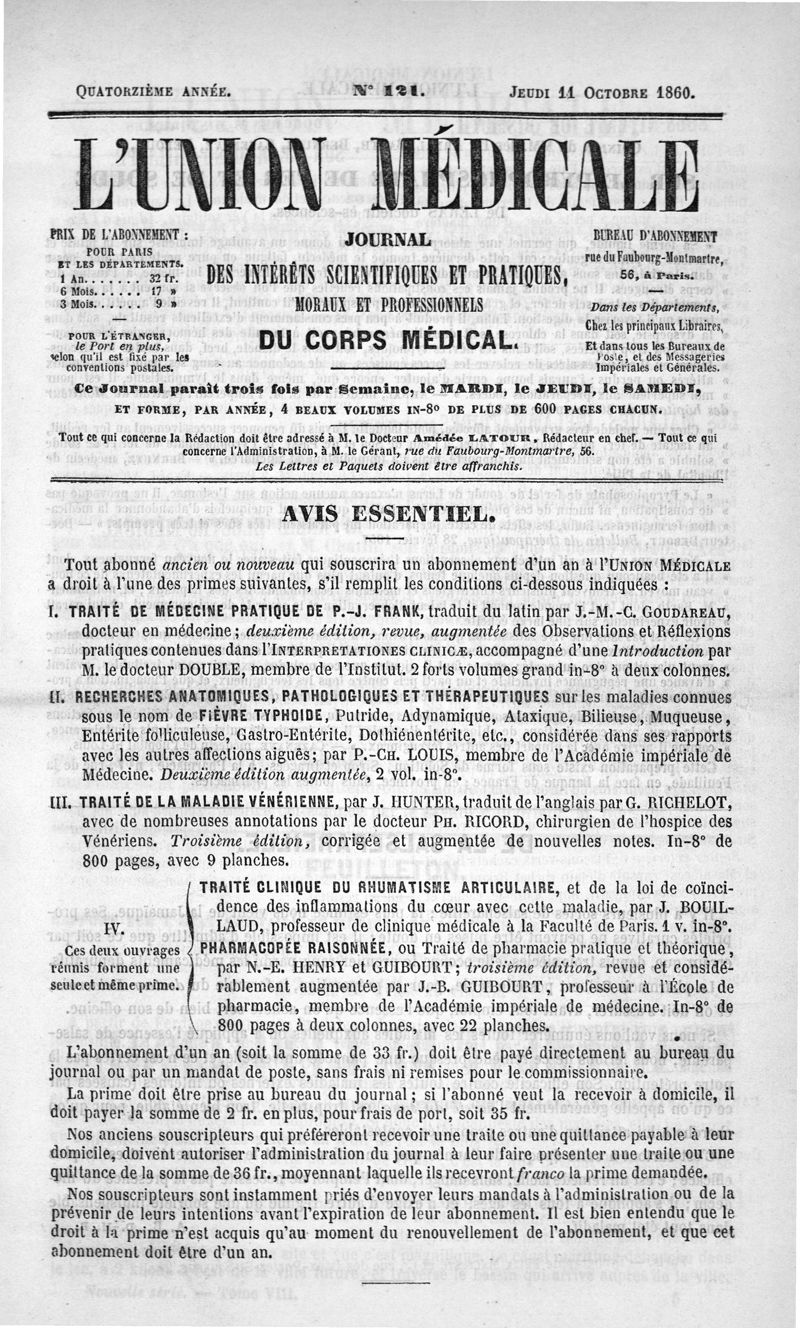 QUATORZIÈME ANNÉE. N° 121. JEUDI 11 OCTOBRE 1860.
L'UNION MÉDICALE
PRIX DE L'ABONNEMENT :
POUR PARIS
ET LES DÉPARTEMENTS.
1 An....... 32 fr.
6 Mois...... 17 »
3 Mois...... 9 »
POUR L'ÉTRANGER,
le Port en plus,
selon qu'il est fixé par les
conventions postales.
JOURNAL
DES INTÉRÊTS SCIENTIFIQUES ET PRATIQUES,
MORAUX ET PROFESSIONNELS
DU CORPS MÉDICAL.
BUREAU D'ABONNEMENT
rue du Faubourg-Montmartre,
56, à Paris.
Dans les Départements,
Chez les principaux Libraires,
Et dans tous les Bureaux de
Poste, et des Messageries
Impériales et Générales.
Ce Journal paraît trois fois par Semaine, le MARDI, le JEUDI, le SAMEDI,
ET FORME, PAR ANNÉE, 4 BEAUX VOLUMES IN-8° DE PLUS DE 600 PAGES CHACUN.
Tout ce qui concerne la Rédaction doit être adressé à M. le Docteur Amédée LATOUR, Rédacteur en chef. — Tout ce qui
concerne l'Administration, à M. le Gérant, rue du Faubourg-Montmartre, 56.
Les Lettres et Paquets doivent être affranchis.
AVIS ESSENTIEL.
Tout abonné ancien ou nouveau qui souscrira un abonnement d'un an à l'UNION MÉDICALE
a droit à l'une des primes suivantes, s'il remplit les conditions ci-dessous indiquées :
I. TRAITÉ DE MÉDECINE PRATIQUE DE P.-J. FRANK, traduit du latin par J.-M.-C. GOUDAREAU,
docteur en médecine ; deuxième édition, revue, augmentée des Observations et Réflexions
pratiques contenues dans l'INTERPRETATIONES CLINICÆ, accompagné d'une Introduction par
M. le docteur DOUBLE, membre de l'Institut. 2 forts volumes grand in-8° à deux colonnes.
II. RECHERCHES ANATOMIQUES, PATHOLOGIQUES ET THÉRAPEUTIQUES sur les maladies connues
sous le nom de FIÈVRE TYPHOIDE, Putride, Adynamique, Ataxique, Bilieuse, Muqueuse,
Entérite folliculeuse, Gastro-Entérite, Dothiénentérite, etc., considérée dans ses rapports
avec les autres affections aiguës ; par P.-CH. LOUIS, membre de l'Académie impériale de
Médecine. Deuxième édition augmentée, 2 vol. in-8°.
III. TRAITÉ DE LA MALADIE VÉNÉRIENNE, par J. HUNTER, traduit de l'anglais par G. RICHELOT,
avec de nombreuses annotations par le docteur PH. RICORD, chirurgien de l'hospice des
Vénériens. Troisième édition, corrigée et augmentée de nouvelles notes. In-8° de
800 pages, avec 9 planches.
IV.
Ces deux ouvrages
réunis forment une
seule et même prime.
TRAITÉ CLINIQUE DU RHUMATISME ARTICULAIRE, et de la loi de coïnci-
dence des inflammations du cœur avec cette maladie, par J. BOUIL-
LAUD, professeur de clinique médicale à la Faculté de Paris. 1 v. in-8°.
PHARMACOPÉE RAISONNÉE, ou Traité de pharmacie pratique et théorique,
par N.-E. HENRY et GUIBOURT ; troisième édition, revue et considé-
rablement augmentée par J.-B. GUIBOURT, professeur à l'École de
pharmacie, membre de l'Académie impériale de médecine. In-8° de
800 pages à deux colonnes, avec 22 planches.
L'abonnement d'un an (soit la somme de 33 fr.) doit être payé directement au bureau du
journal ou par un mandat de poste, sans frais ni remises pour le commissionnaire.
La prime doit être prise au bureau du journal ; si l'abonné veut la recevoir à domicile, il
doit payer la somme de 2 fr. en plus, pour frais de port, soit 35 fr.
Nos anciens souscripteurs qui préféreront recevoir une traite ou une quittance payable à leur
domicile, doivent autoriser l'administration du journal à leur faire présenter une traite ou une
quittance de la somme de 36 fr., moyennant laquelle ils recevront franco la prime demandée.
Nos souscripteurs sont instamment priés d'envoyer leurs mandats à l'administration ou de la
prévenir de leurs intentions avant l'expiration de leur abonnement. Il est bien entendu que le
droit à la prime n'est acquis qu'au moment du renouvellement de l'abonnement, et que cet
abonnement doit être d'un an.